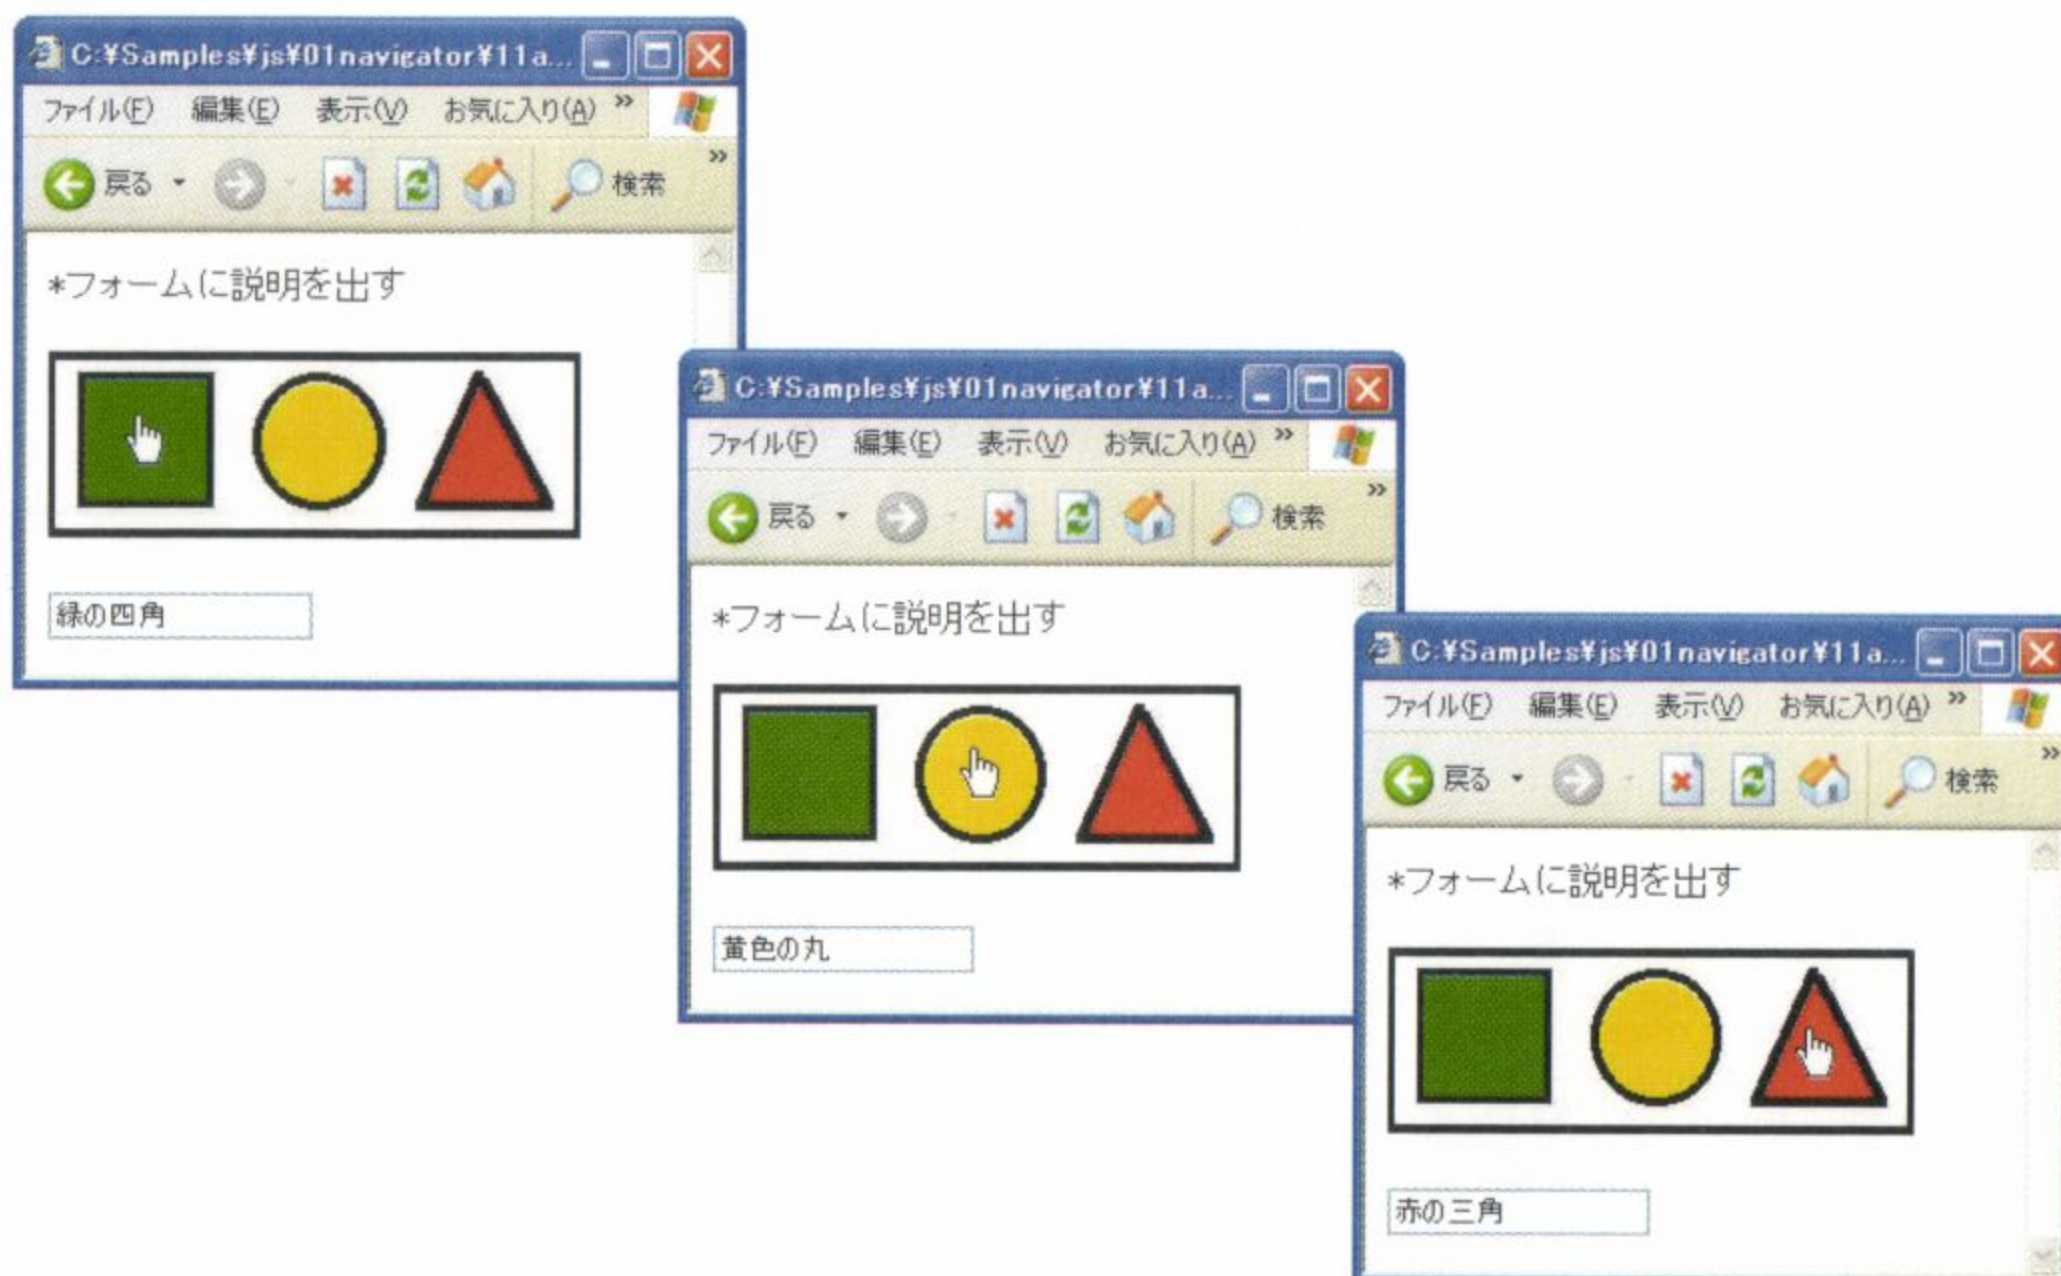 C:¥Samples¥js¥01navigator¥11a...
ファイル(F) 編集(E) 表示(V) お気に入り(A) »
戻る 検索 »
*フォームに説明を出す
緑の四角
C:¥Samples¥js¥01navigator¥11a...
ファイル(F) 編集(E) 表示(V) お気に入り(A) »
戻る 検索 »
*フォームに説明を出す
黄色の丸
C:¥Samples¥js¥01navigator¥11a...
ファイル(F) 編集(E) 表示(V) お気に入り(A) »
戻る 検索 »
*フォームに説明を出す
赤の三角